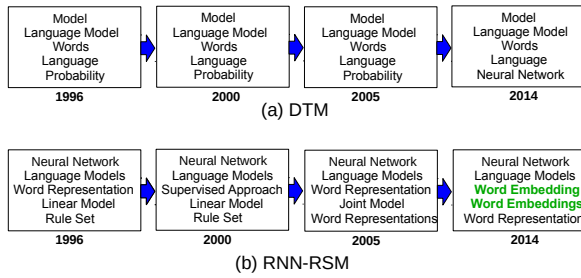 Model
Language Model
Words
Language
Probability
1996
Model
Language Model
Words
Language
Probability
2000
Model
Language Model
Words
Language
Probability
2005
Model
Language Model
Words
Language
Neural Network
2014
(a) DTM
Neural Network
Language Models
Word Representation
Linear Model
Rule Set
1996
Neural Network
Language Models
Supervised Approach
Linear Model
Rule Set
2000
Neural Network
Language Models
Word Representation
Joint Model
Word Representations
2005
Neural Network
Language Models
Word Embedding
Word Embeddings
Word Representation
2014
(b) RNN-RSM